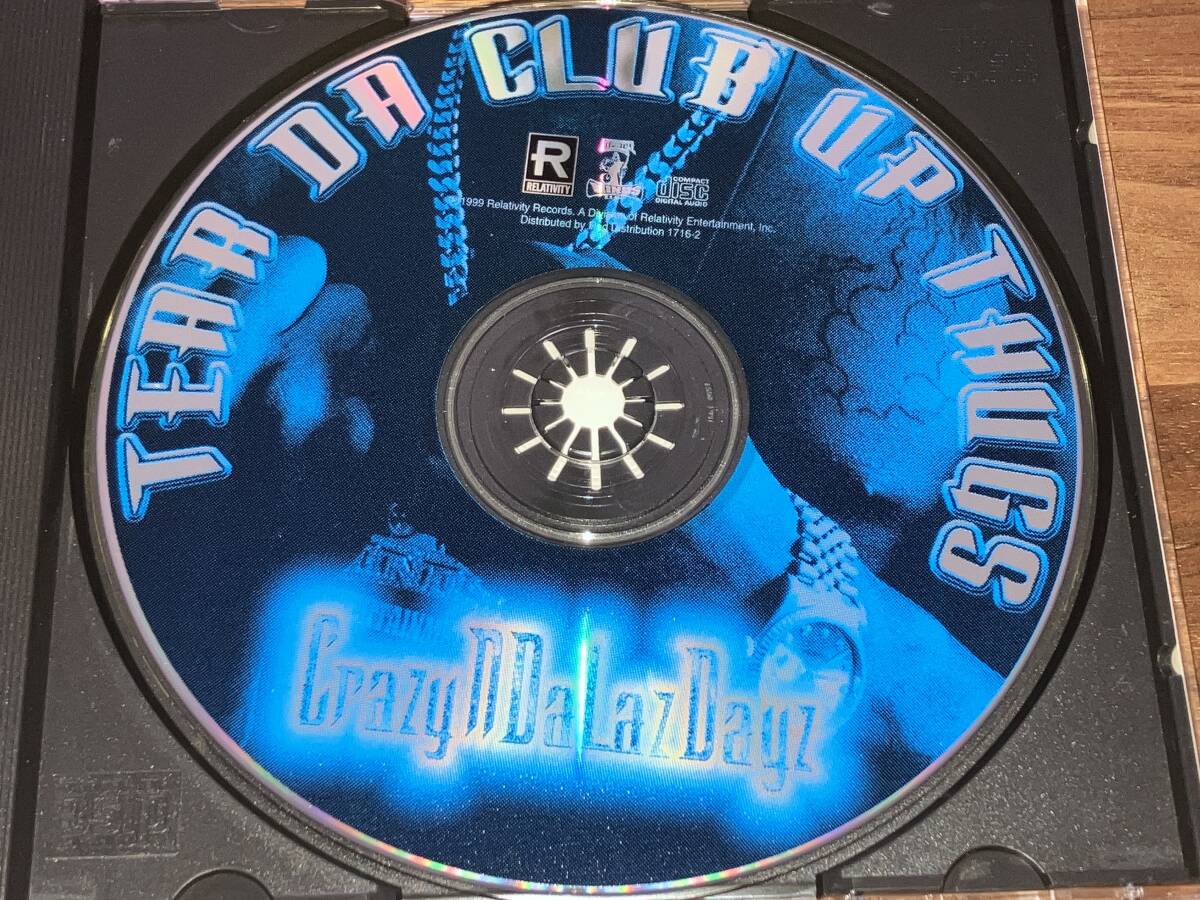 TEAR DA CLUB UP THUGS
R
RELATIVITY
COMPACT
disc
DIGITAL AUDIO
1999 Relativity Records. A Division of Relativity Entertainment, Inc.
Distributed by Distribution 1716-2
CrazyNDaLazDayz